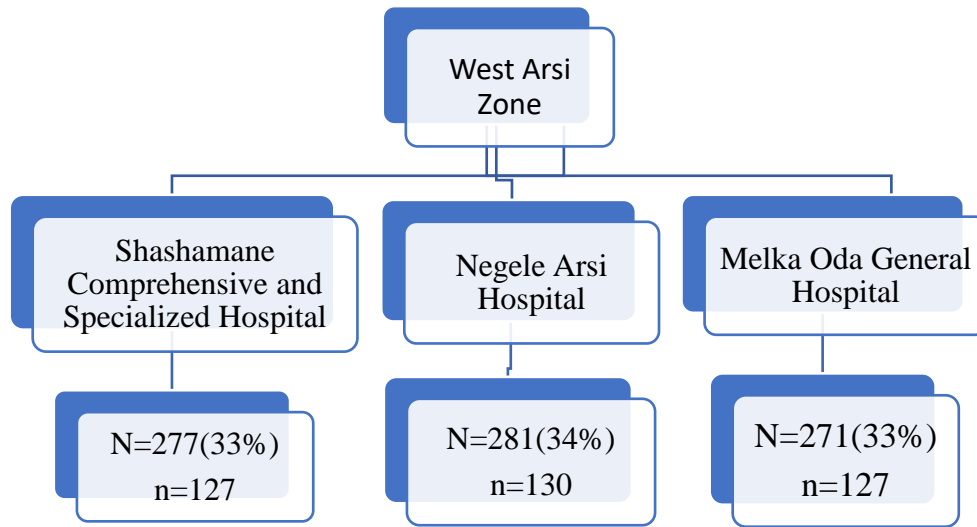 West Arsi
Zone
Shashamane
Comprehensive and
Specialized Hospital
Negele Arsi
Hospital
Melka Oda General
Hospital
N=277(33%)
n=127
N=281(34%)
n=130
N=271(33%)
n=127